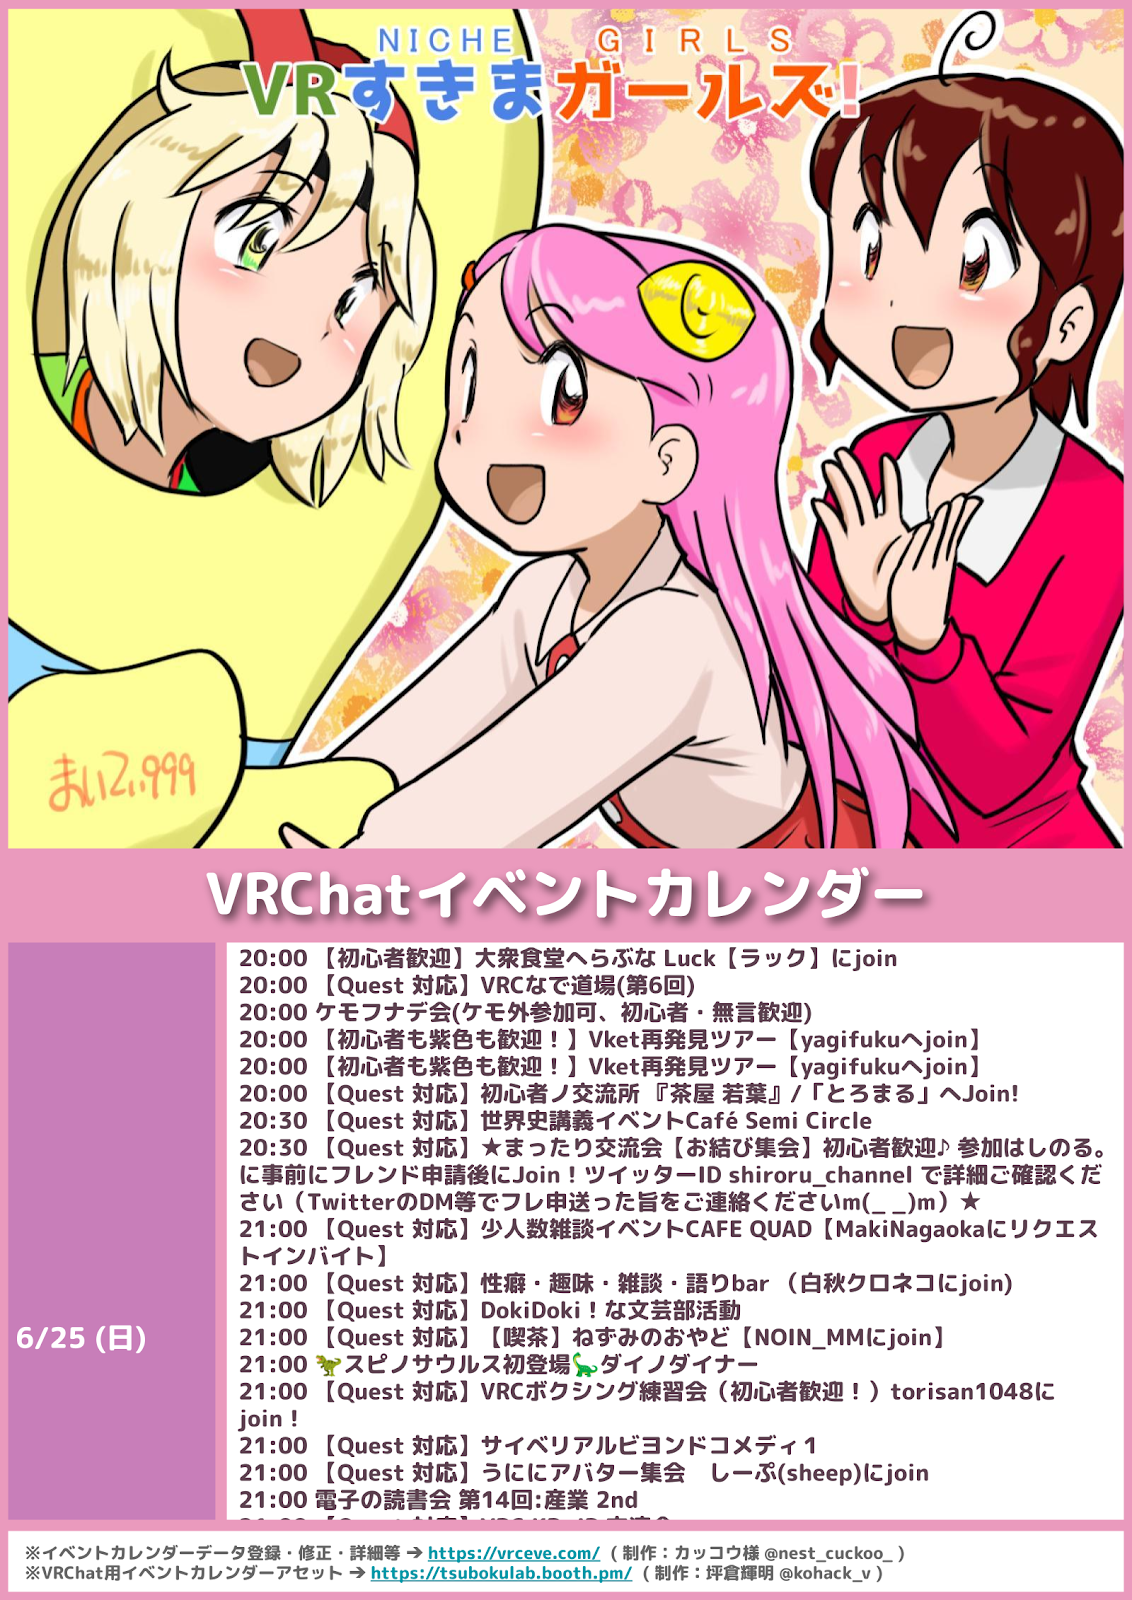 NICHE GIRLS
VRすきまガールズ!
まいてぃ999
VRChatイベントカレンダー
6/25 (日)
20:00 【初心者歓迎】大衆食堂へらぶな Luck【ラック】にjoin
20:00 【Quest 対応】VRCなで道場(第6回)
20:00 ケモフナデ会(ケモ外参加可、初心者・無言歓迎)
20:00 【初心者も紫色も歓迎！】Vket再発見ツアー【yagifukuへjoin】
20:00 【初心者も紫色も歓迎！】Vket再発見ツアー【yagifukuへjoin】
20:00 【Quest 対応】初心者ノ交流所 『茶屋 若葉』/「とろまる」へJoin!
20:30 【Quest 対応】世界史講義イベントCafé Semi Circle
20:30 【Quest 対応】★まったり交流会【お結び集会】初心者歓迎♪ 参加はしのる。
に事前にフレンド申請後にJoin！ツイッターID shiroru_channel で詳細ご確認くだ
さい（TwitterのDM等でフレ申送った旨をご連絡くださいm(_ _)m）★
21:00 【Quest 対応】少人数雑談イベントCAFE QUAD【MakiNagaokaにリクエス
トインバイト】
21:00 【Quest 対応】性癖・趣味・雑談・語りbar （白秋クロネコにjoin)
21:00 【Quest 対応】DokiDoki！な文芸部活動
21:00 【Quest 対応】【喫茶】ねずみのおやど【NOIN_MMにjoin】
21:00 🦖スピノサウルス初登場🦕ダイノダイナー
21:00 【Quest 対応】VRCボクシング練習会（初心者歓迎！）torisan1048に
join！
21:00 【Quest 対応】サイベリアルビヨンドコメディ１
21:00 【Quest 対応】うににアバター集会　しーぷ(sheep)にjoin
21:00 電子の読書会 第14回:産業 2nd
※イベントカレンダーデータ登録・修正・詳細等 ➔ https://vrceve.com/ ( 制作：カッコウ様 @nest_cuckoo_ )
※VRChat用イベントカレンダーアセット ➔ https://tsubokulab.booth.pm/ ( 制作：坪倉輝明 @kohack_v )